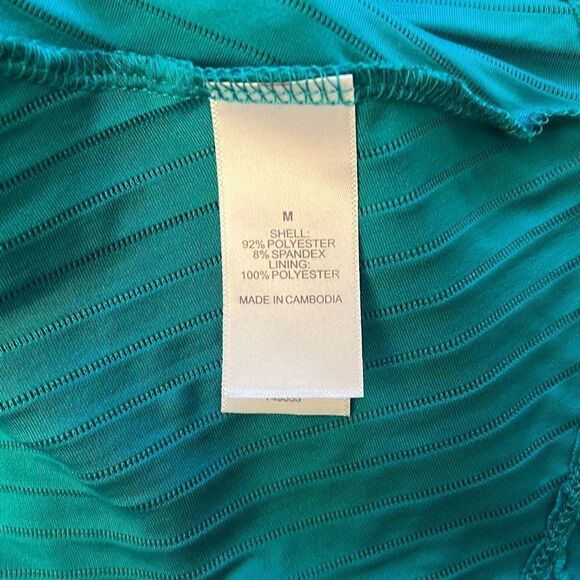 M
SHELL:
92% POLYESTER
8% SPANDEX
LINING:
100% POLYESTER
MADE IN CAMBODIA